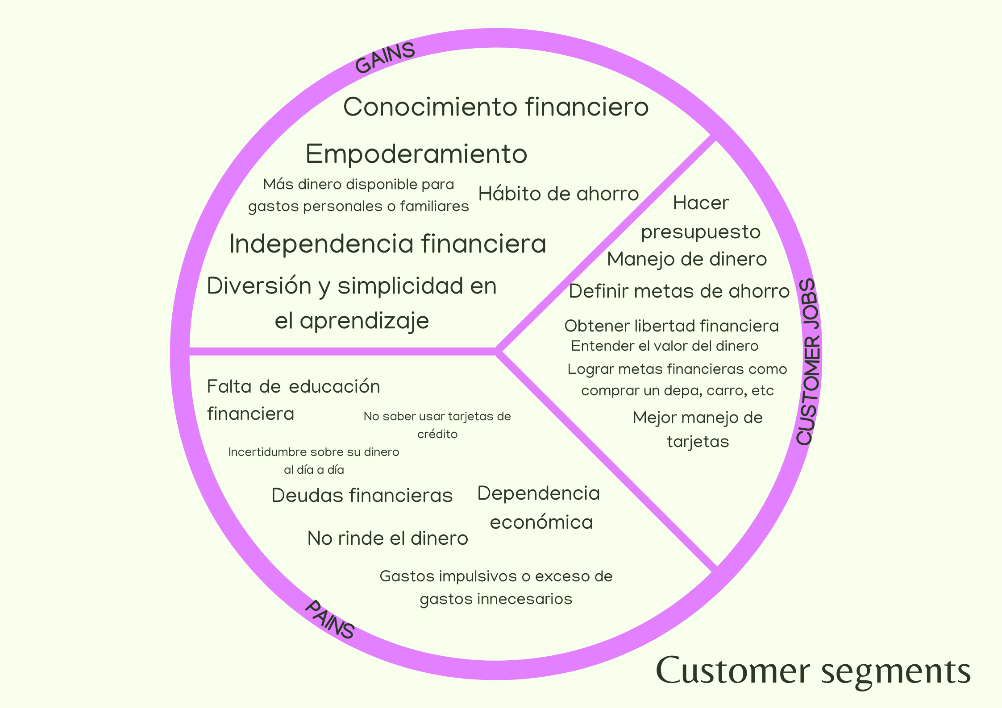 GAINS
Conocimiento financiero
Empoderamiento
Más dinero disponible para
gastos personales o familiares
Hábito de ahorro
Independencia financiera
Diversión y simplicidad en
el aprendizaje
CUSTOMER JOBS
Hacer
presupuesto
Manejo de dinero
Definir metas de ahorro
Obtener libertad financiera
Entender el valor del dinero
Lograr metas financieras como
comprar un depa, carro, etc
Mejor manejo de
tarjetas
PAINS
Falta de educación
financiera
No saber usar tarjetas de
crédito
Incertidumbre sobre su dinero
al día a día
Deudas financieras
Dependencia
económica
No rinde el dinero
Gastos impulsivos o exceso de
gastos innecesarios
Customer segments